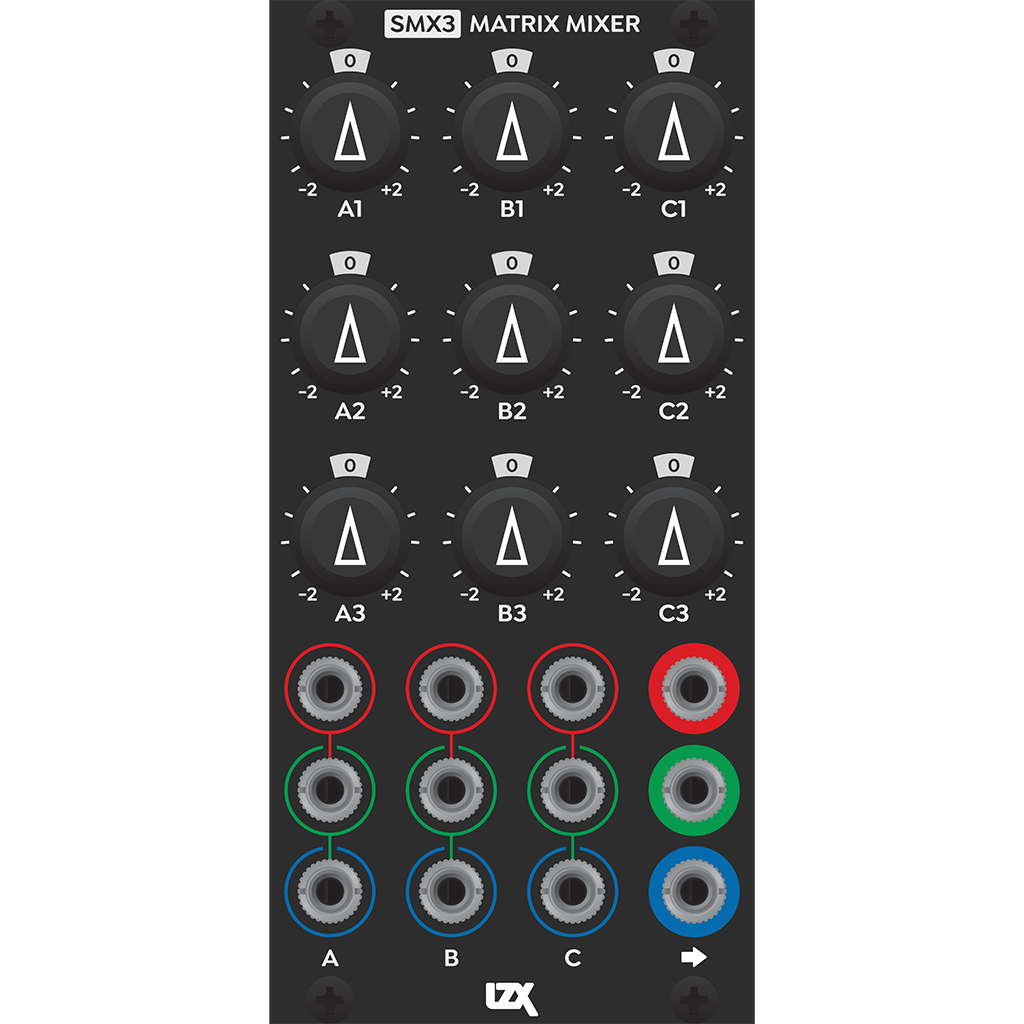 SMX3 MATRIX MIXER
0 0 0
-2 +2 -2 +2 -2 +2
A1 B1 C1
0 0 0
-2 +2 -2 +2 -2 +2
A2 B2 C2
0 0 0
-2 +2 -2 +2 -2 +2
A3 B3 C3
A B C
LZX